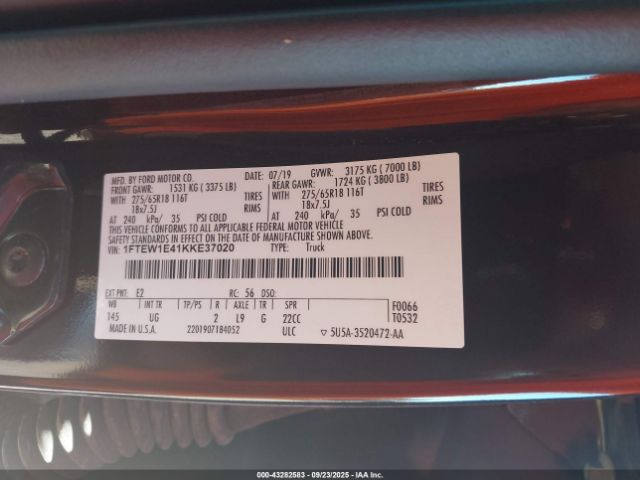 MFD. BY FORD MOTOR CO. 07/19 GVWR: 3175 KG ( 7000 LB)
FRONT GAWR: 1531 KG ( 3375 LB) REAR GAWR: 1724 KG ( 3800 LB)
WITH 275/65R18 116T TIRES WITH 275/65R18 116T TIRES
18x7.5J RIMS 18x7.5J RIMS
AT 240 kPa/ 35 PSI COLD AT 240 kPa/ 35 PSI COLD
THIS VEHICLE CONFORMS TO ALL APPLICABLE FEDERAL MOTOR VEHICLE
SAFETY STANDARDS IN EFFECT ON THE DATE OF MANUFACTURE SHOWN ABOVE.
VIN: 1FTEW1E41KKE37020 TYPE: Truck
EXT PNT: E2 RC: 56 DSO:
WB INT TR TP/PS R AXLE TR SPR F0066
145 UG 2 L9 G 22CC T0532
MADE IN U.S.A. 2201907184052 ULC ▽ 5U5A-3520472-AA
000-43282583 - 09/23/2025 - IAA Holdings, LLC.